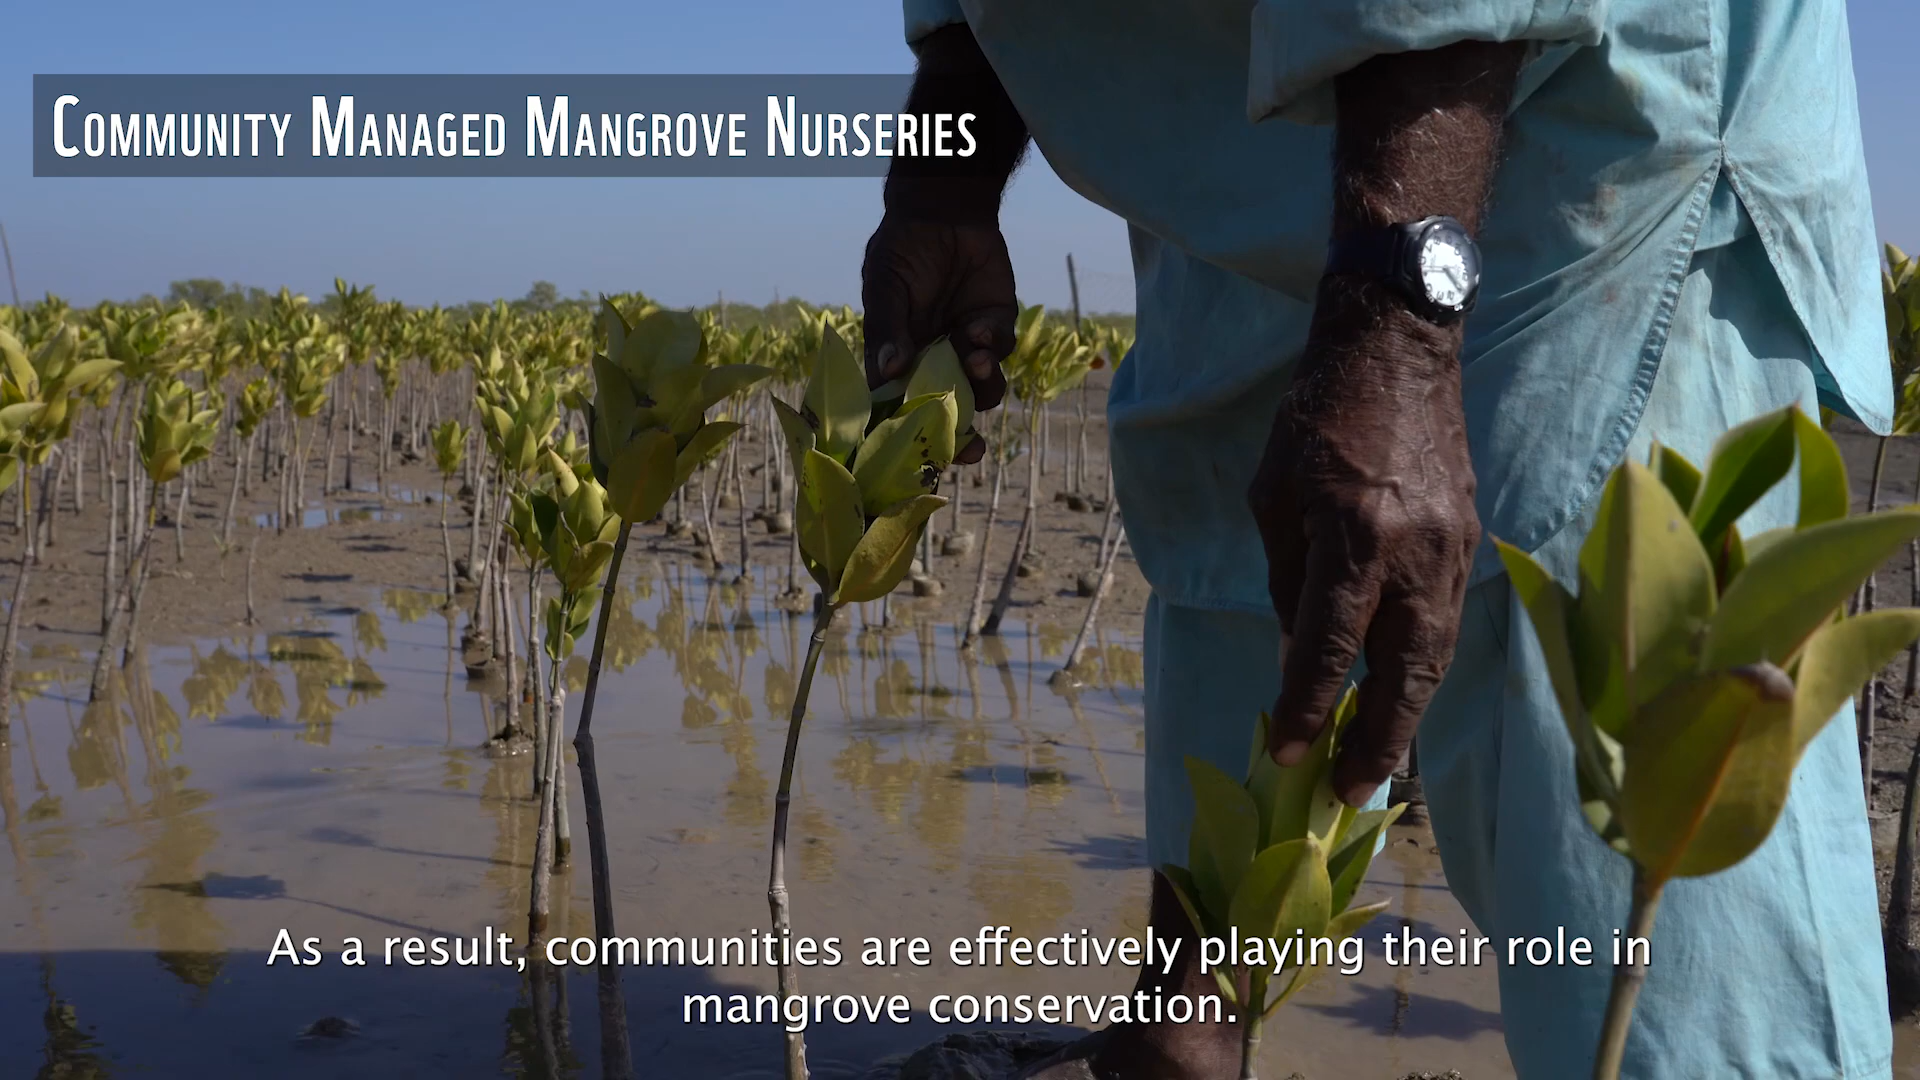 Community Managed Mangrove Nurseries
As a result, communities are effectively playing their role in
mangrove conservation.